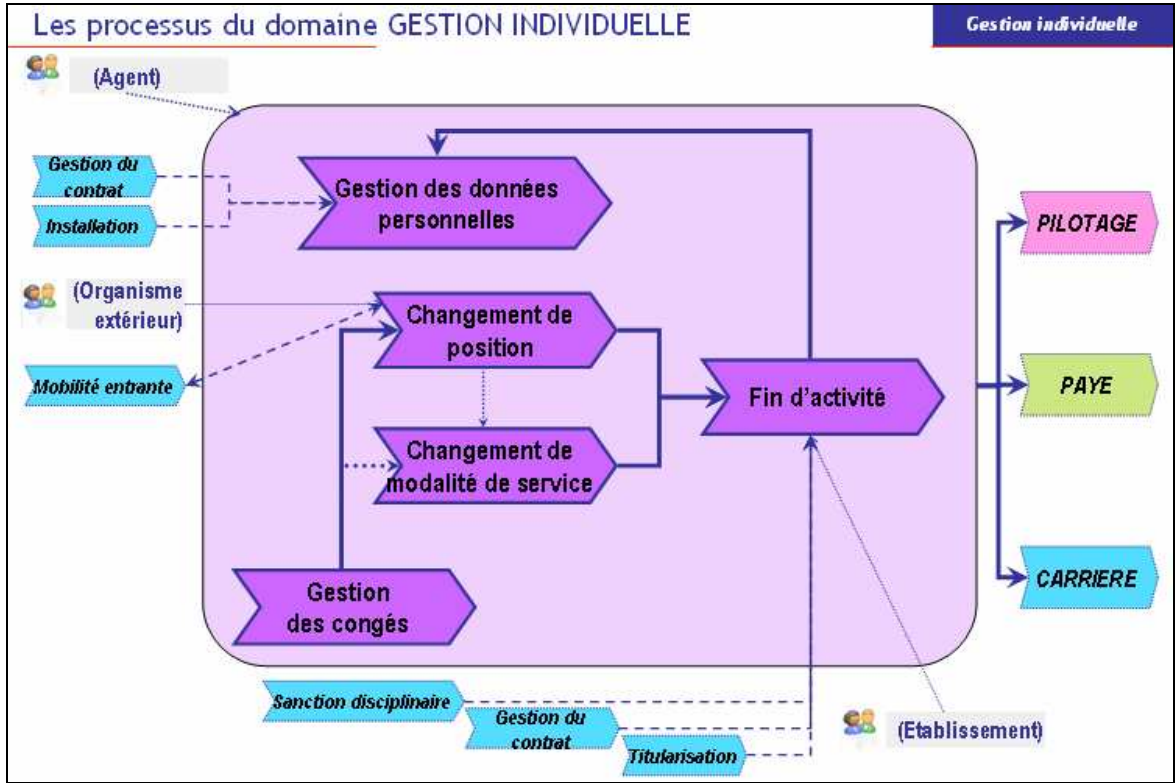 Les processus du domaine GESTION INDIVIDUELLE
Gestion individuelle
(Agent)
Gestion du
contrat
Installation
Gestion des données
personnelles
(Organisme
extérieur)
Mobilité entrante
Changement de
position
Changement de
modalité de service
Fin d'activité
Gestion
des congés
PILOTAGE
PAYE
CARRIERE
Sanction disciplinaire
Gestion du
contrat
Titularisation
(Etablissement)